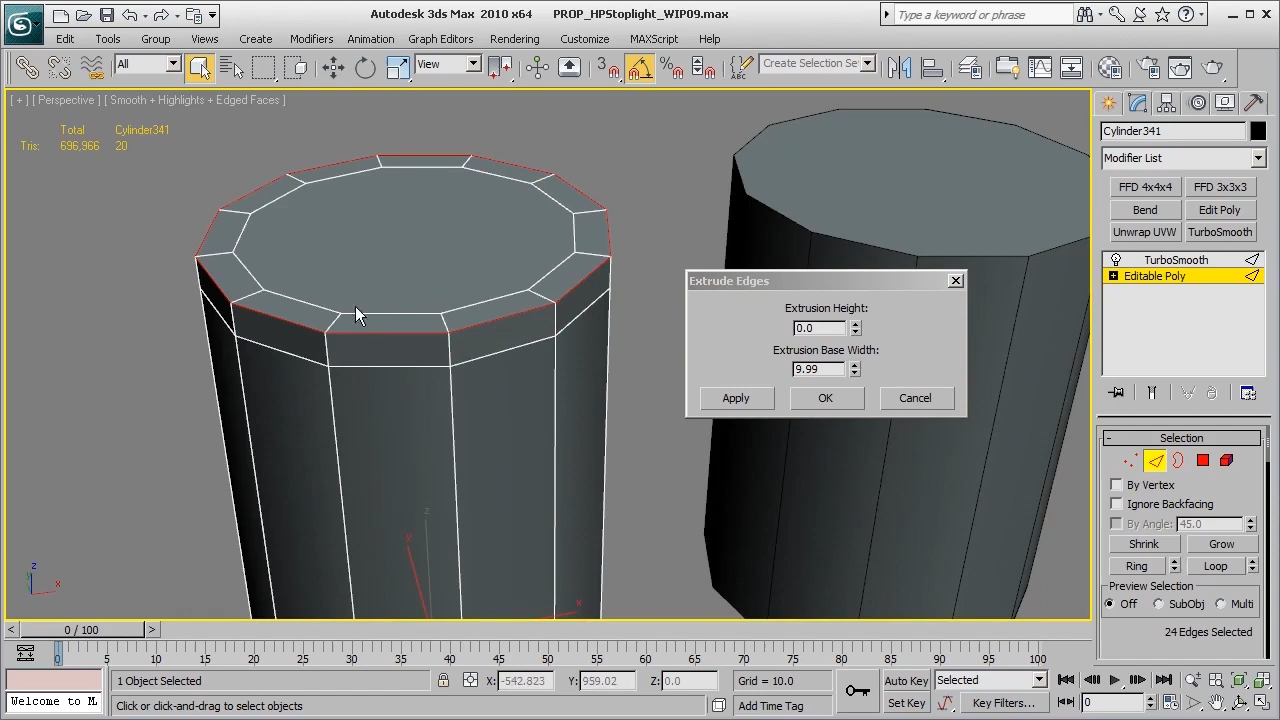 Autodesk 3ds Max 2010 x64 PROP_HPStoplight_WIP09.max
Type a keyword or phrase
Edit Tools Group Views Create Modifiers Animation Graph Editors Rendering Customize MAXScript Help
All
View
3
Create Selection Se
[ + ] [ Perspective ] [ Smooth + Highlights + Edged Faces ]
Total Cylinder341
Tris: 696,966 20
Cylinder341
Modifier List
FFD 4x4x4 FFD 3x3x3
Bend Edit Poly
Unwrap UVW TurboSmooth
TurboSmooth
Editable Poly
Extrude Edges
Extrusion Height:
0.0
Extrusion Base Width:
9.99
Apply OK Cancel
Selection
By Vertex
Ignore Backfacing
By Angle: 45.0
Shrink Grow
Ring Loop
Preview Selection
Off SubObj Multi
24 Edges Selected
z
y
x
z
y
x
< 0 / 100 >
0 5 10 15 20 25 30 35 40 45 50 55 60 65 70 75 80 85 90 95 100
1 Object Selected X: -542.823 Y: 959.02 Z: 0.0 Grid = 10.0 Auto Key Selected
Welcome to M
Click or click-and-drag to select objects Add Time Tag Set Key Key Filters... 0